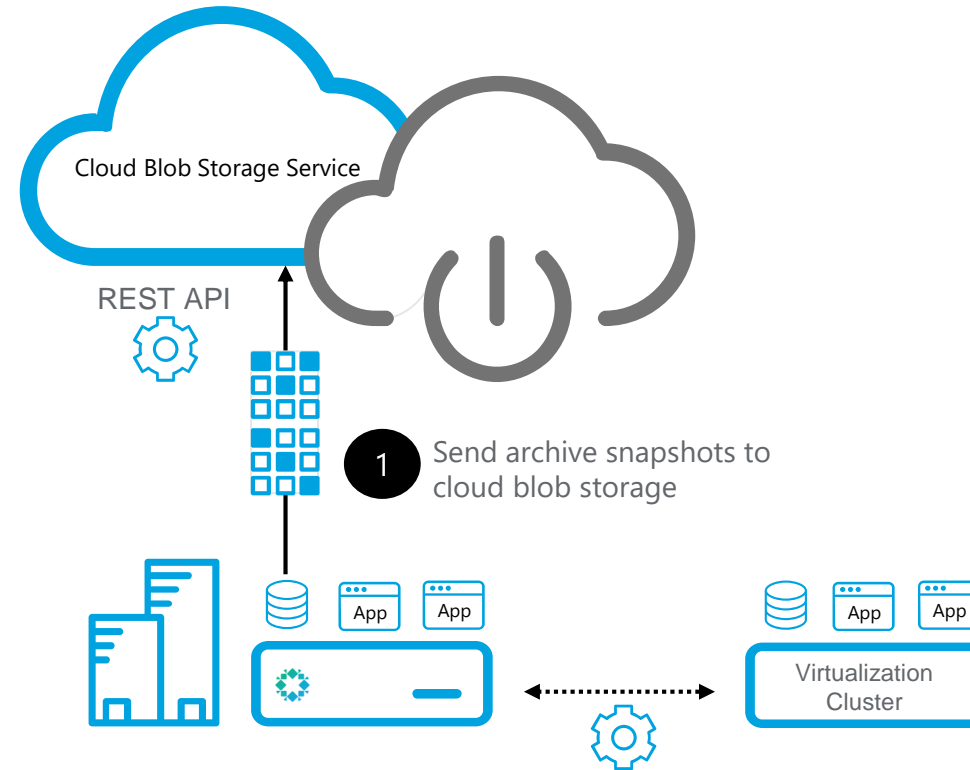 Cloud Blob Storage Service
REST API
1
Send archive snapshots to
cloud blob storage
App
App
App
App
Virtualization
Cluster